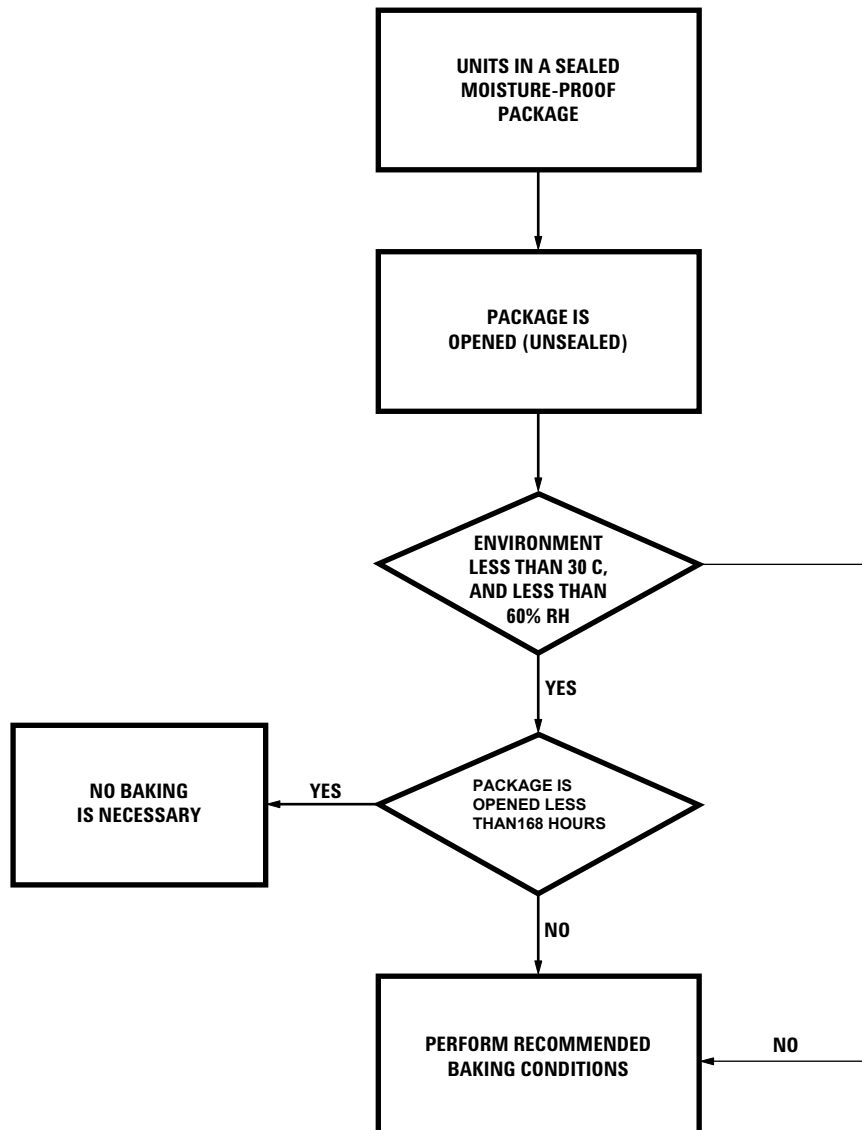 UNITS IN A SEALED
MOISTURE-PROOF
PACKAGE
PACKAGE IS
OPENED (UNSEALED)
ENVIRONMENT
LESS THAN 30 C,
AND LESS THAN
60% RH
YES
PACKAGE IS
OPENED LESS
THAN168 HOURS
YES
NO BAKING
IS NECESSARY
NO
PERFORM RECOMMENDED
BAKING CONDITIONS
NO